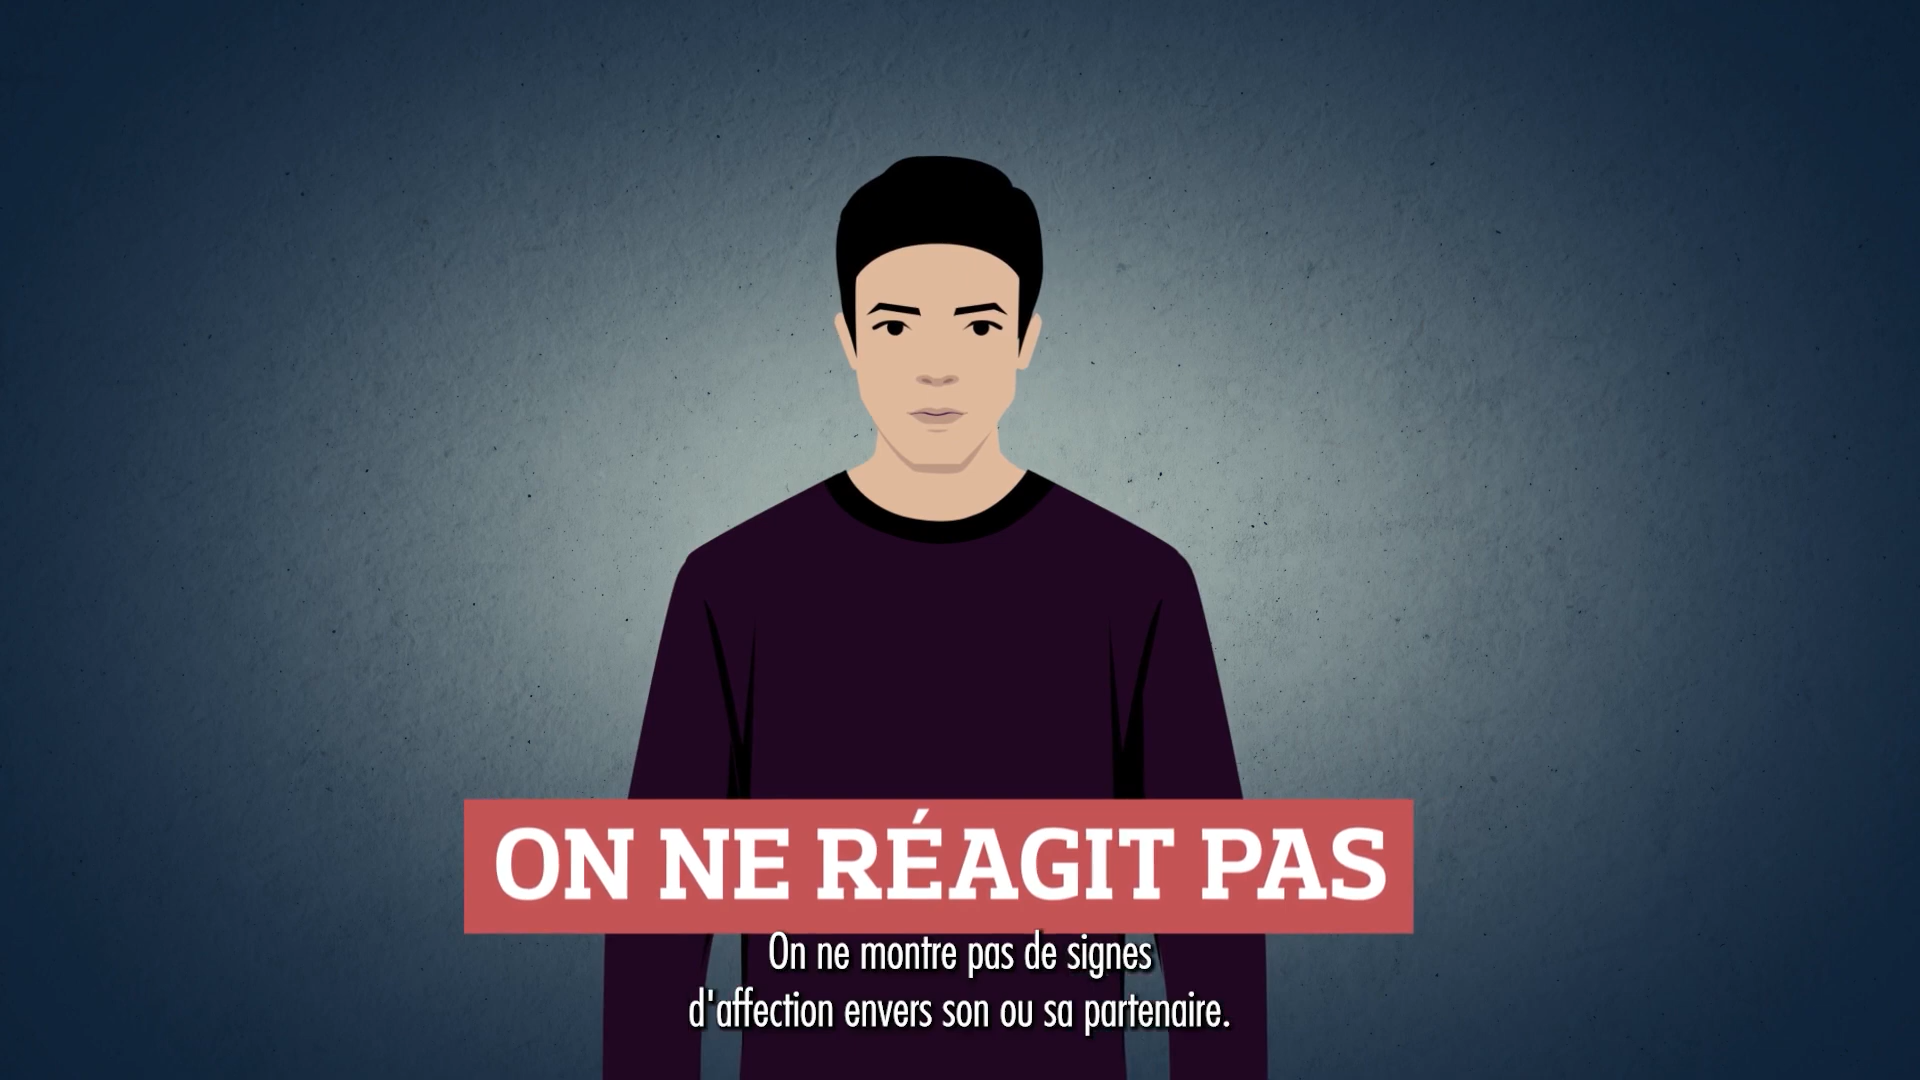 ON NE RÉAGIT PAS
On ne montre pas de signes
d'affection envers son ou sa partenaire.